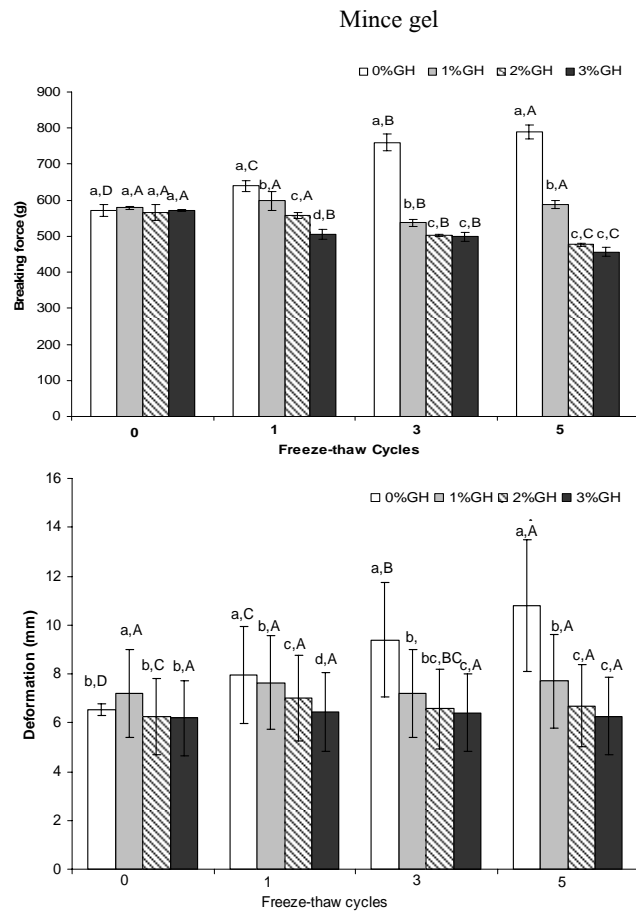 Mince gel
0%GH 1%GH 2%GH 3%GH
900
800
700
600
500
400
300
200
100
0
Breaking force (g)
a,D a,A a,A a,A
a,C b,A c,A d,B
a,B b,B c,B c,B
a,A b,A c,C c,C
0 1 3 5
Freeze-thaw Cycles
0%GH 1%GH 2%GH 3%GH
16
14
12
10
8
6
4
2
0
Deformation (mm)
b,D a,A b,C b,A
a,C b,A c,A d,A
a,B b, bc,BC c,A
a,A b,A c,A c,A
0 1 3 5
Freeze-thaw cycles